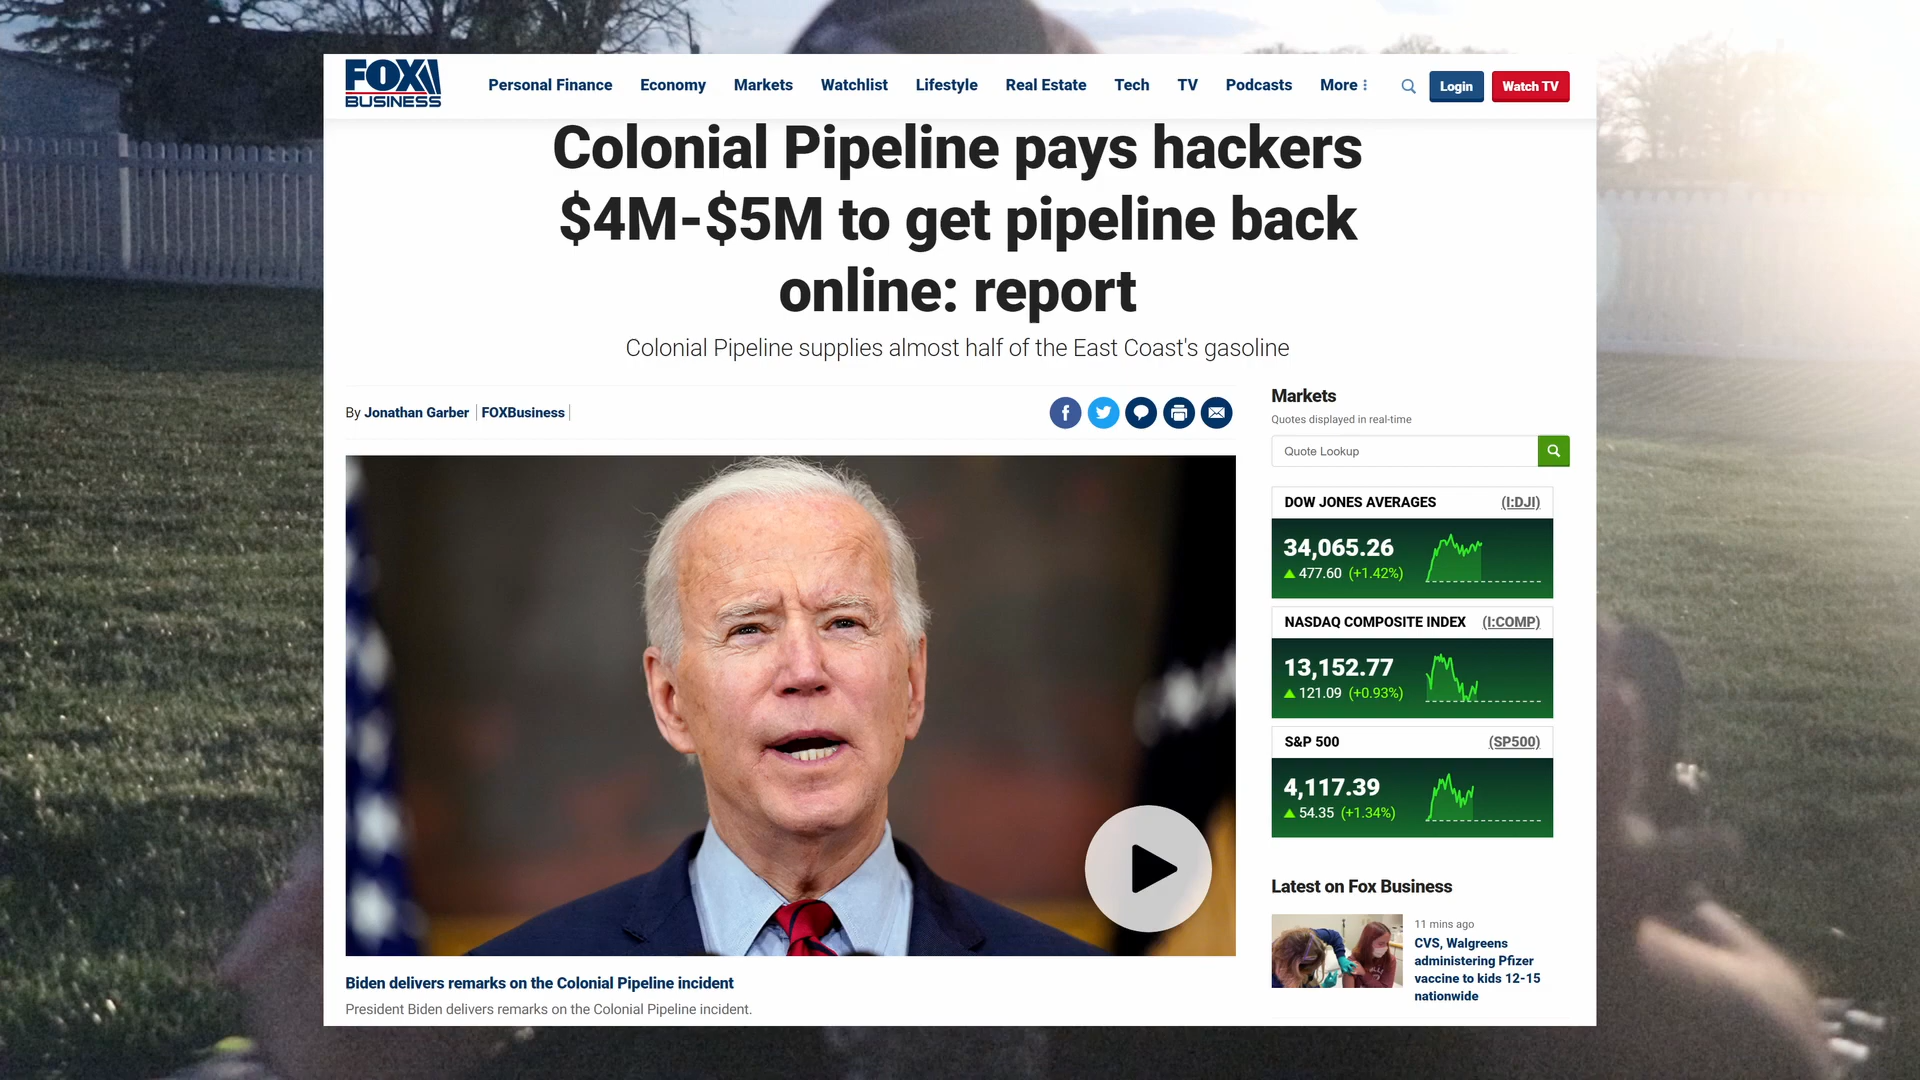 FOX
BUSINESS
Personal Finance Economy Markets Watchlist Lifestyle Real Estate Tech TV Podcasts More Login Watch TV
Colonial Pipeline pays hackers
$4M-$5M to get pipeline back
online: report
Colonial Pipeline supplies almost half of the East Coast's gasoline
By Jonathan Garber FOXBusiness
Biden delivers remarks on the Colonial Pipeline incident
President Biden delivers remarks on the Colonial Pipeline incident.
Markets
Quotes displayed in real-time
Quote Lookup
DOW JONES AVERAGES (I:DJI)
34,065.26
477.60 (+1.42%)
NASDAQ COMPOSITE INDEX (I:COMP)
13,152.77
121.09 (+0.93%)
S&P 500 (SP500)
4,117.39
54.35 (+1.34%)
Latest on Fox Business
11 mins ago
CVS, Walgreens
administering Pfizer
vaccine to kids 12-15
nationwide